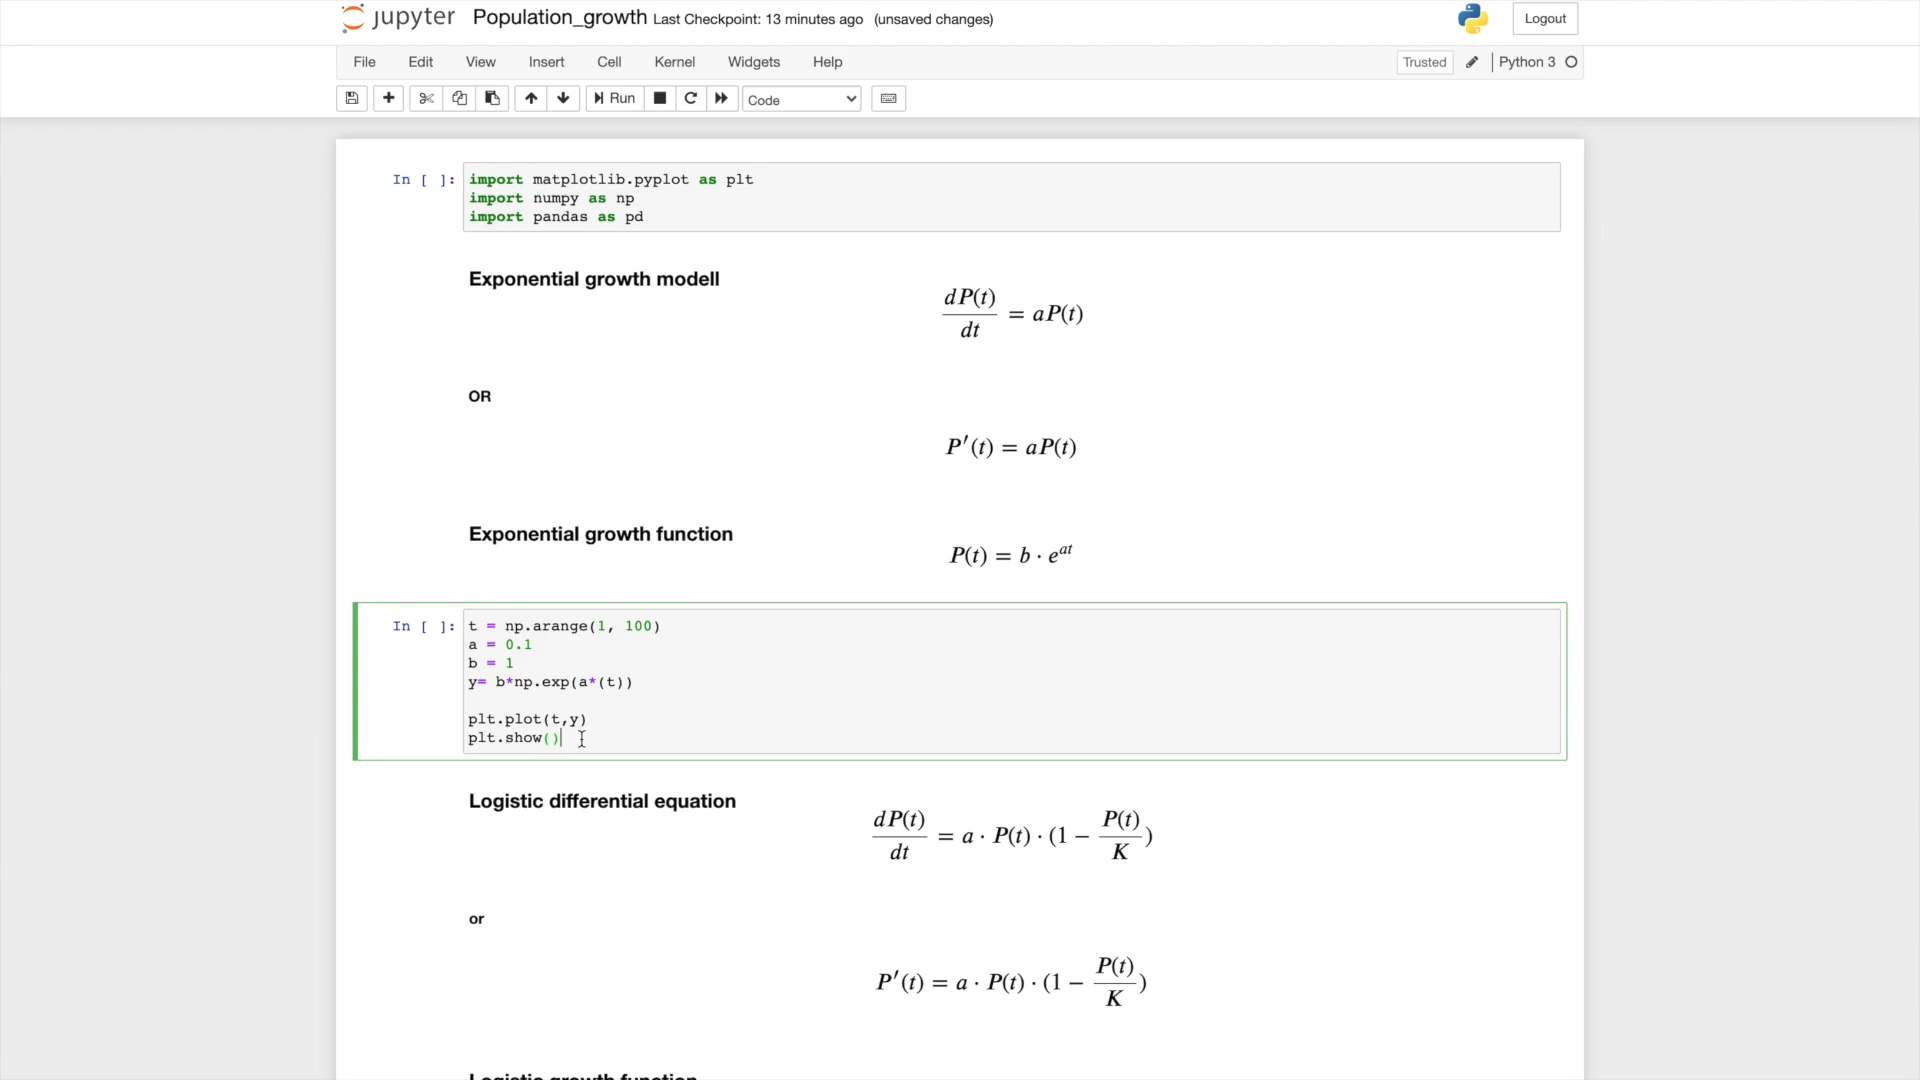 jupyter Population_growth Last Checkpoint: 13 minutes ago (unsaved changes) Logout
File Edit View Insert Cell Kernel Widgets Help Trusted Python 3
Run Code
In [ ]: import matplotlib.pyplot as plt
import numpy as np
import pandas as pd
Exponential growth modell
dP(t)/dt = aP(t)
OR
P′(t) = aP(t)
Exponential growth function
P(t) = b · e^{at}
In [ ]: t = np.arange(1, 100)
a = 0.1
b = 1
y= b*np.exp(a*(t))
plt.plot(t,y)
plt.show()
Logistic differential equation
dP(t)/dt = a · P(t) · (1 − P(t)/K)
or
P′(t) = a · P(t) · (1 − P(t)/K)
Logistic growth function